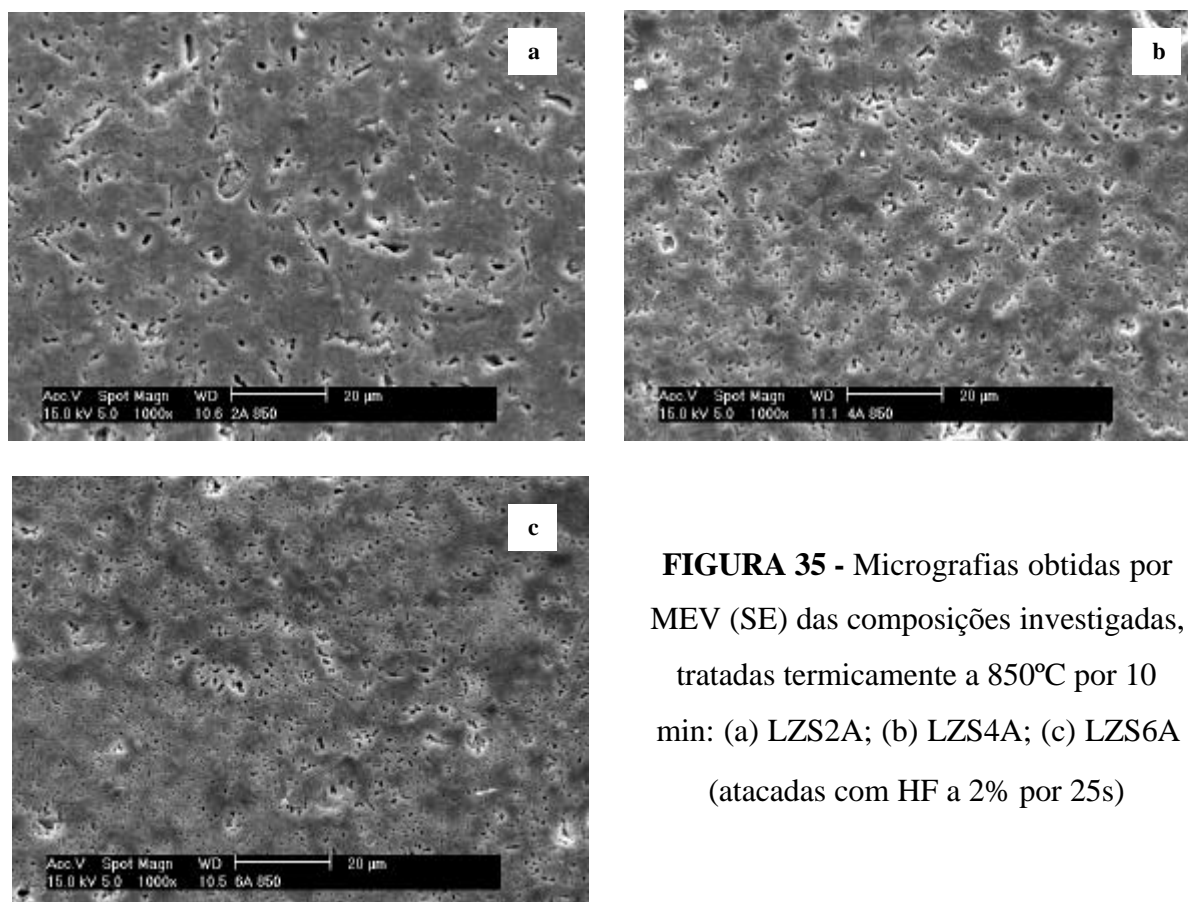 a
Acc.V Spot Magn WD 20 µm
15.0 kV 5.0 1000x 10.6 2A 850
b
Acc.V Spot Magn WD 20 µm
15.0 kV 5.0 1000x 11.1 4A 850
c
Acc.V Spot Magn WD 20 µm
15.0 kV 5.0 1000x 10.5 6A 850
FIGURA 35 - Micrografias obtidas por
MEV (SE) das composições investigadas,
tratadas termicamente a 850ºC por 10
min: (a) LZS2A; (b) LZS4A; (c) LZS6A
(atacadas com HF a 2% por 25s)